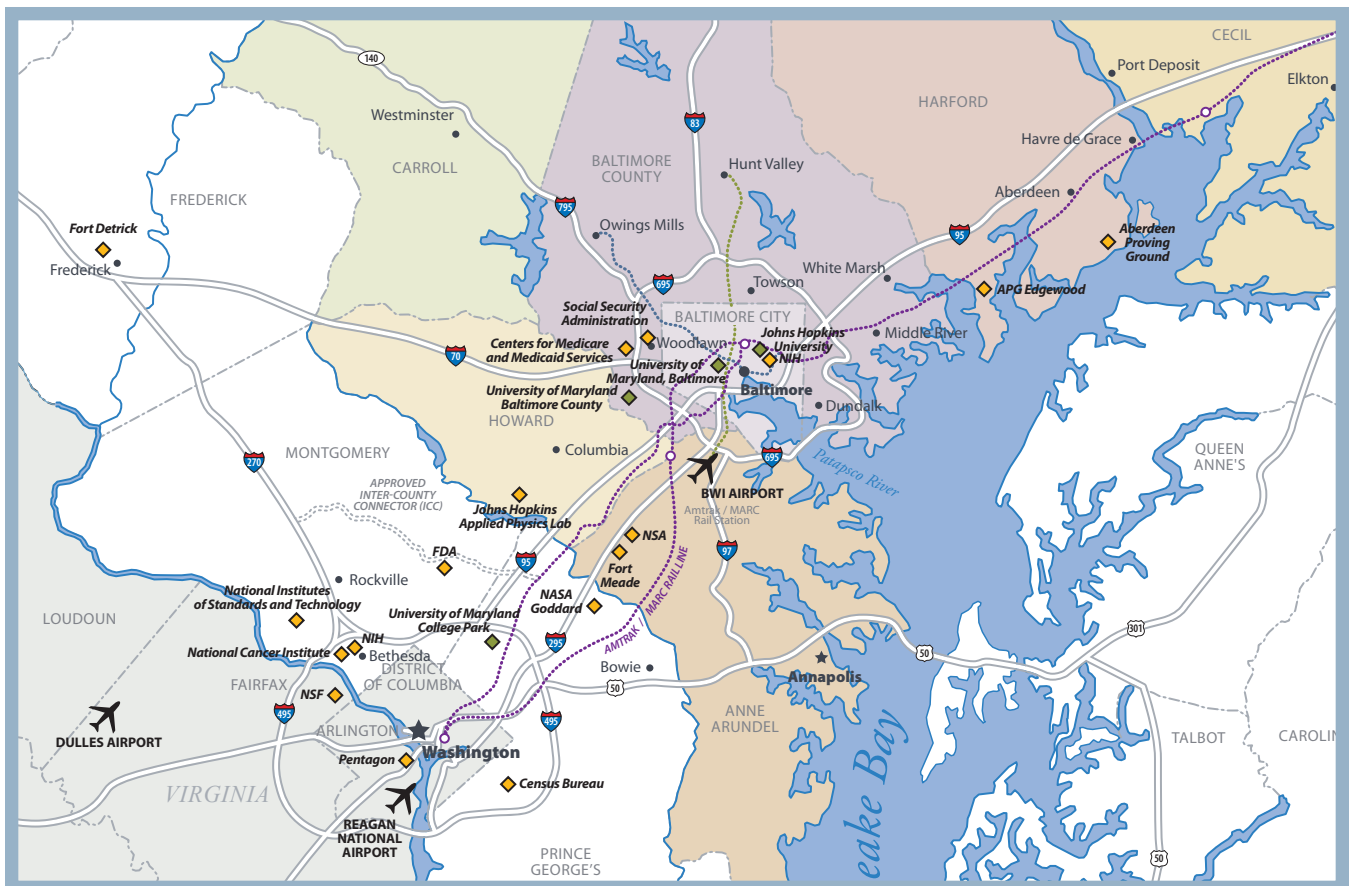 CECIL
140
Port Deposit
Elkton
HARFORD
Westminster
83
Havre de Grace
BALTIMORE
COUNTY
Hunt Valley
CARROLL
FREDERICK
Aberdeen
795
Owings Mills
95
Fort Detrick
Aberdeen
Proving
Ground
Frederick
White Marsh
695
Towson
APG Edgewood
Social Security
Administration
BALTIMORE CITY
Johns Hopkins
University
Middle River
Centers for Medicare
and Medicaid Services
Woodlawn
70
NIH
University of
Maryland, Baltimore
Baltimore
University of Maryland
Baltimore County
Dundalk
HOWARD
Columbia
MONTGOMERY
270
695
Patapsco River
QUEEN
ANNE'S
APPROVED
INTER-COUNTY
CONNECTOR (ICC)
BWI AIRPORT
Amtrak / MARC
Rail Station
Johns Hopkins
Applied Physics Lab
NSA
FDA
95
Fort
Meade
97
Rockville
National Institutes
of Standards and Technology
NASA
Goddard
AMTRAK / MARC RAIL LINE
LOUDOUN
University of Maryland
College Park
295
301
NIH
National Cancer Institute
Bethesda
50
DISTRICT
OF COLUMBIA
Bowie
50
Annapolis
FAIRFAX
NSF
495
495
ANNE
ARUNDEL
ARLINGTON
DULLES AIRPORT
Washington
TALBOT
CAROLIN
Pentagon
Census Bureau
VIRGINIA
eake Bay
REAGAN
NATIONAL
AIRPORT
PRINCE
GEORGE'S
50